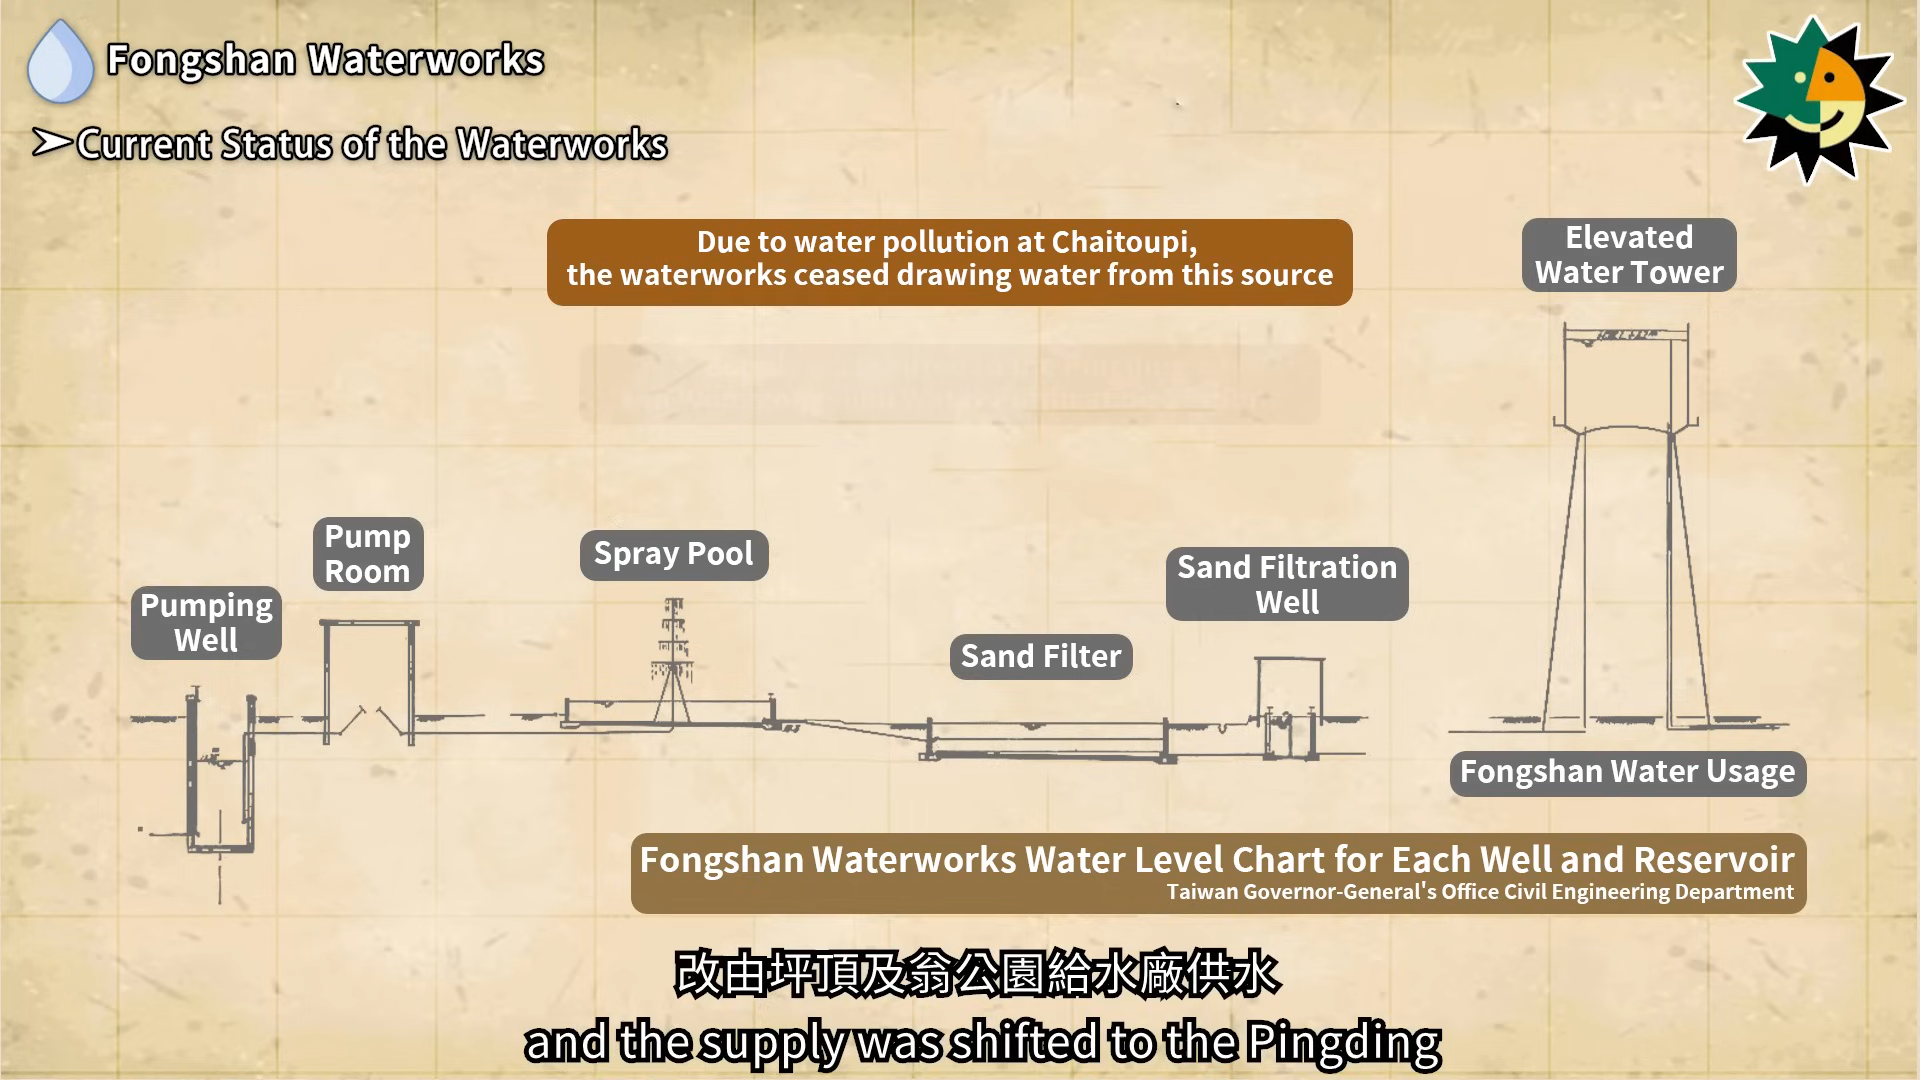 Fongshan Waterworks
Current Status of the Waterworks
Due to water pollution at Chaitoupi,
the waterworks ceased drawing water from this source
Elevated
Water Tower
Pump
Room
Spray Pool
Sand Filtration
Well
Pumping
Well
Sand Filter
Fongshan Water Usage
Fongshan Waterworks Water Level Chart for Each Well and Reservoir
Taiwan Governor-General's Office Civil Engineering Department
改由坪頂及翁公園給水廠供水
and the supply was shifted to the Pingding